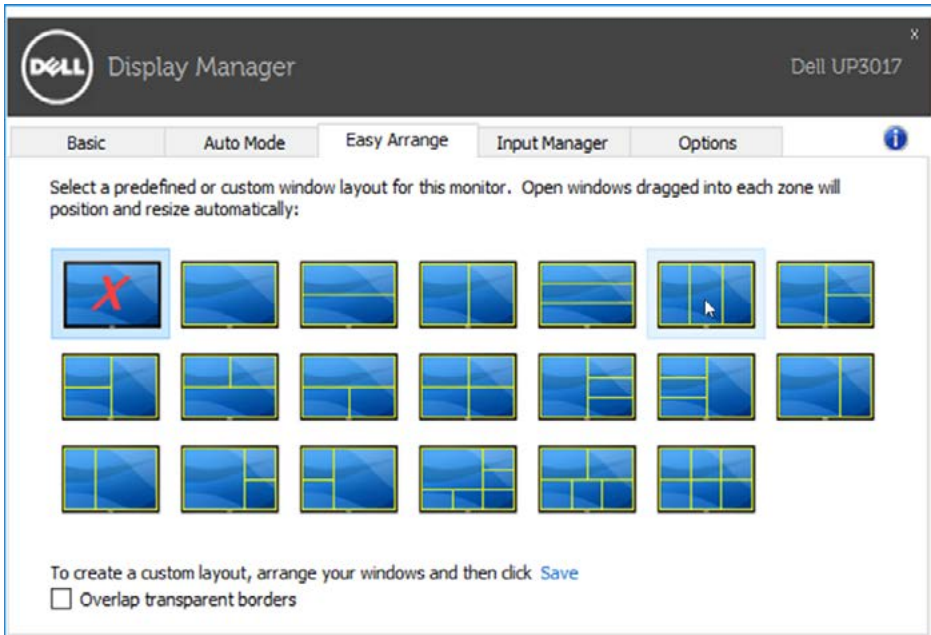 x
DELL Display Manager Dell UP3017
Basic Auto Mode Easy Arrange Input Manager Options i
Select a predefined or custom window layout for this monitor. Open windows dragged into each zone will
position and resize automatically:
X
To create a custom layout, arrange your windows and then click Save
Overlap transparent borders